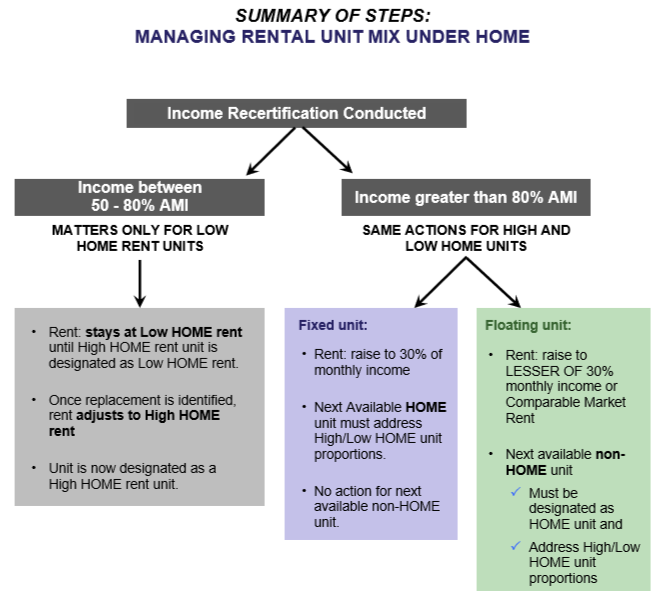 SUMMARY OF STEPS:
MANAGING RENTAL UNIT MIX UNDER HOME
Income Recertification Conducted
Income between
50 - 80% AMI
MATTERS ONLY FOR LOW
HOME RENT UNITS
• Rent: stays at Low HOME rent
until High HOME rent unit is
designated as Low HOME rent.
• Once replacement is identified,
rent adjusts to High HOME
rent
• Unit is now designated as a
High HOME rent unit.
Income greater than 80% AMI
SAME ACTIONS FOR HIGH AND
LOW HOME UNITS
Fixed unit:
• Rent: raise to 30% of
monthly income
• Next Available HOME
unit must address
High/Low HOME unit
proportions.
• No action for next
available non-HOME
unit.
Floating unit:
• Rent: raise to
LESSER OF 30%
monthly income or
Comparable Market
Rent
• Next available non-
HOME unit
✓ Must be
designated as
HOME unit and
✓ Address High/Low
HOME unit
proportions